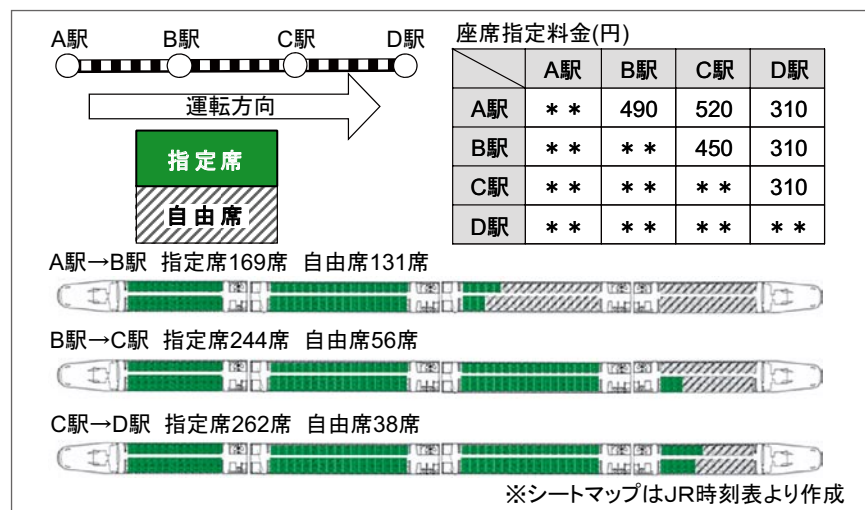 A駅 B駅 C駅 D駅
運転方向
指定席
自由席
座席指定料金(円)
A駅 B駅 C駅 D駅
A駅 ** 490 520 310
B駅 ** ** 450 310
C駅 ** ** ** 310
D駅 ** ** ** **
A駅→B駅 指定席169席 自由席131席
B駅→C駅 指定席244席 自由席56席
C駅→D駅 指定席262席 自由席38席
※シートマップはJR時刻表より作成